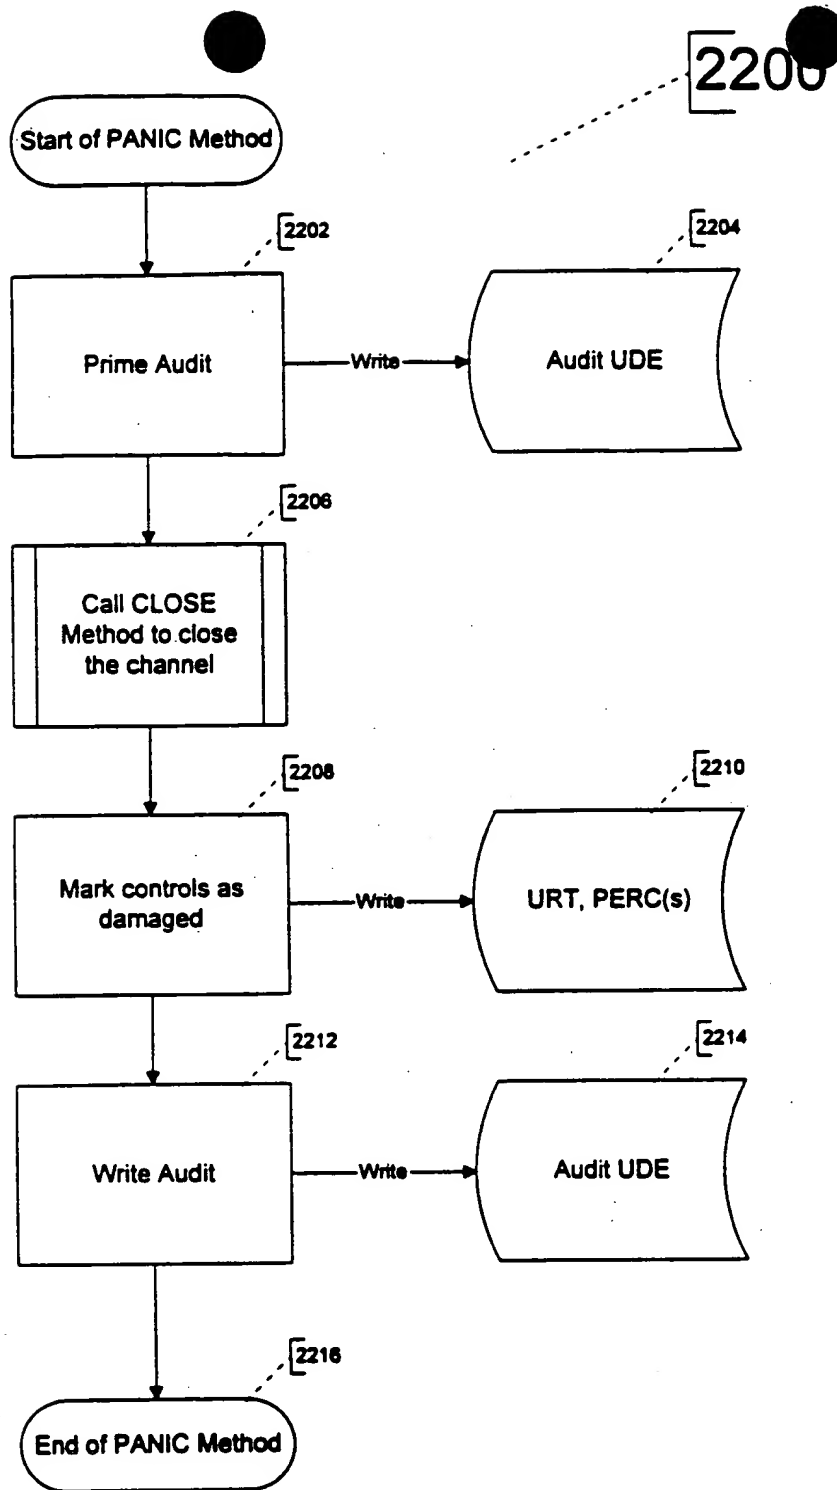 2200
Start of PANIC Method
2202
2204
Prime Audit
Write
Audit UDE
2206
Call CLOSE
Method to close
the channel
2208
2210
Mark controls as
damaged
Write
URT, PERC(s)
2212
2214
Write Audit
Write
Audit UDE
2216
End of PANIC Method